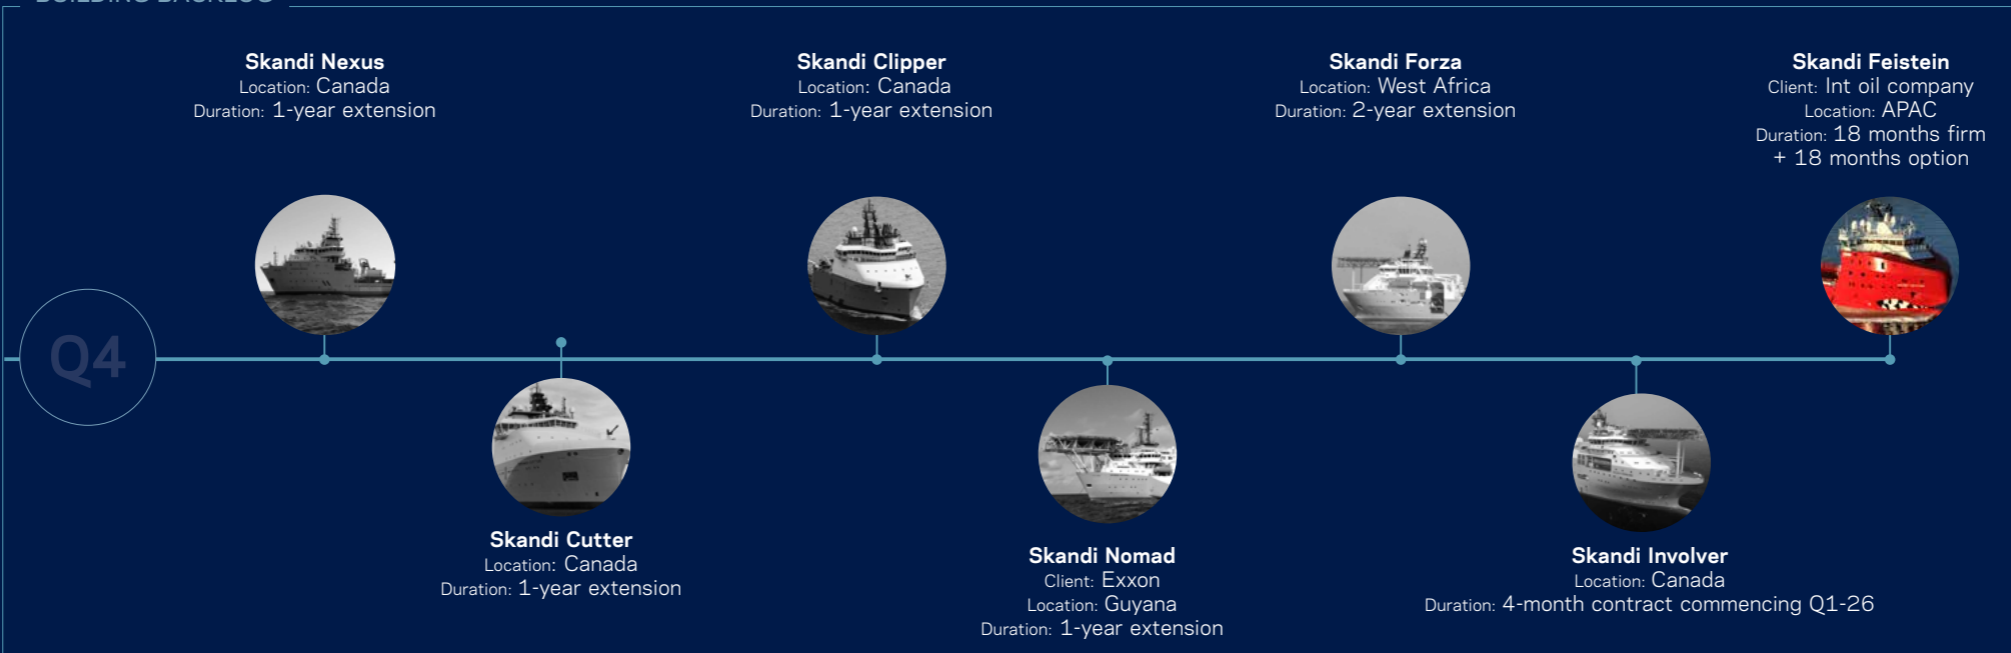 BUILDING BACKLOG
Skandi Nexus
Location: Canada
Duration: 1-year extension
Skandi Clipper
Location: Canada
Duration: 1-year extension
Skandi Forza
Location: West Africa
Duration: 2-year extension
Skandi Feistein
Client: Int oil company
Location: APAC
Duration: 18 months firm
+ 18 months option
Q4
Skandi Cutter
Location: Canada
Duration: 1-year extension
Skandi Nomad
Client: Exxon
Location: Guyana
Duration: 1-year extension
Skandi Involver
Location: Canada
Duration: 4-month contract commencing Q1-26